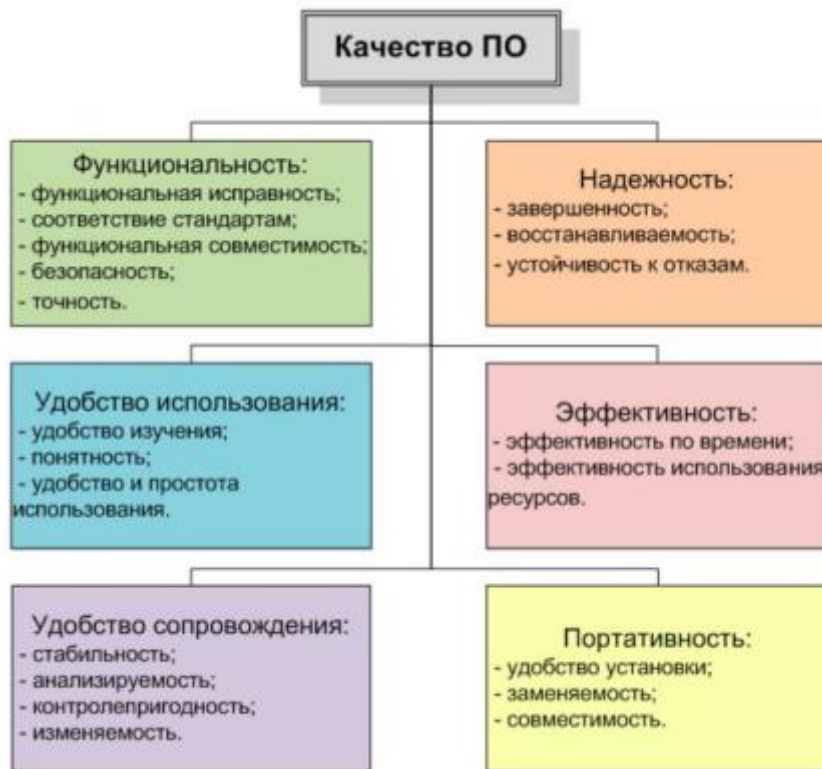 Качество ПО
Функциональность:
- функциональная исправность;
- соответствие стандартам;
- функциональная совместимость;
- безопасность;
- точность.
Надежность:
- завершенность;
- восстанавливаемость;
- устойчивость к отказам.
Удобство использования:
- удобство изучения;
- понятность;
- удобство и простота
использования.
Эффективность:
- эффективность по времени;
- эффективность использования
ресурсов.
Удобство сопровождения:
- стабильность;
- анализируемость;
- контролепригодность;
- изменяемость.
Портативность:
- удобство установки;
- заменяемость;
- совместимость.